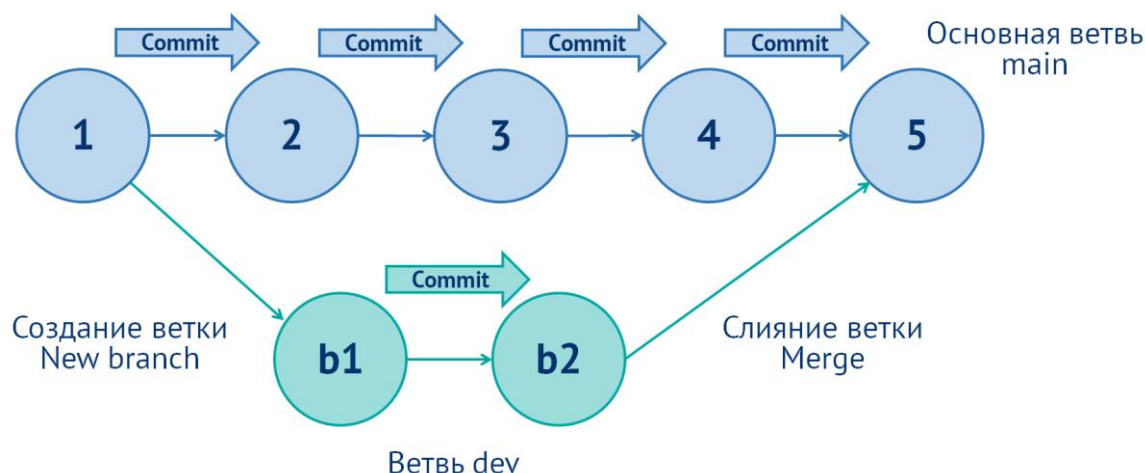 Commit
Commit
Commit
Commit
Основная ветвь
main
1
2
3
4
5
Commit
Создание ветки
New branch
b1
b2
Слияние ветки
Merge
Ветвь dev